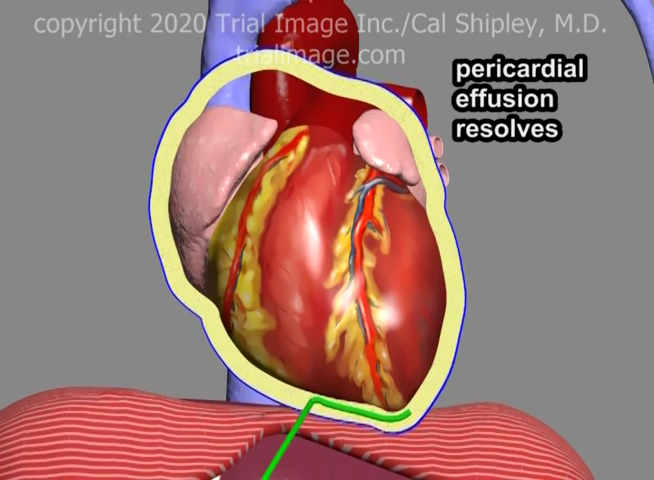 copyright 2020 Trial Image Inc./Cal Shipley, M.D.
trialimage.com
pericardial
effusion
resolves